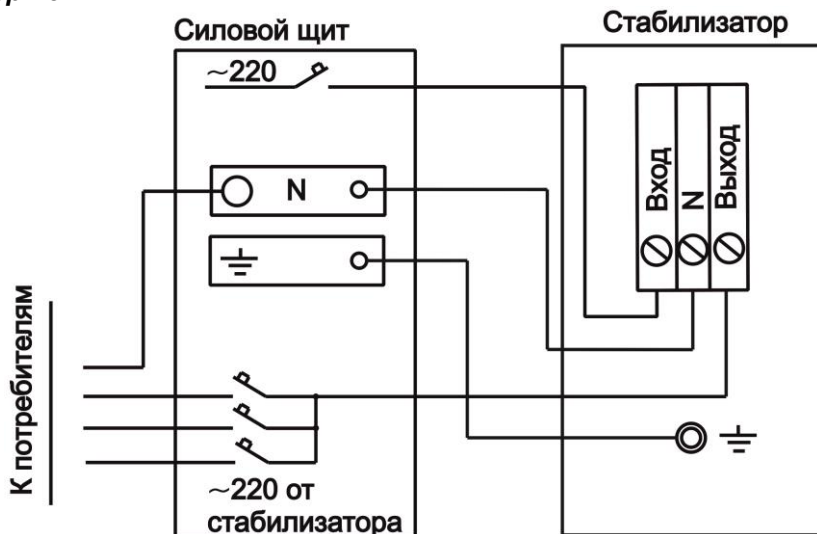 Силовой щит
Стабилизатор
~220
N
Вход
N
Выход
К потребителям
~220 от
стабилизатора